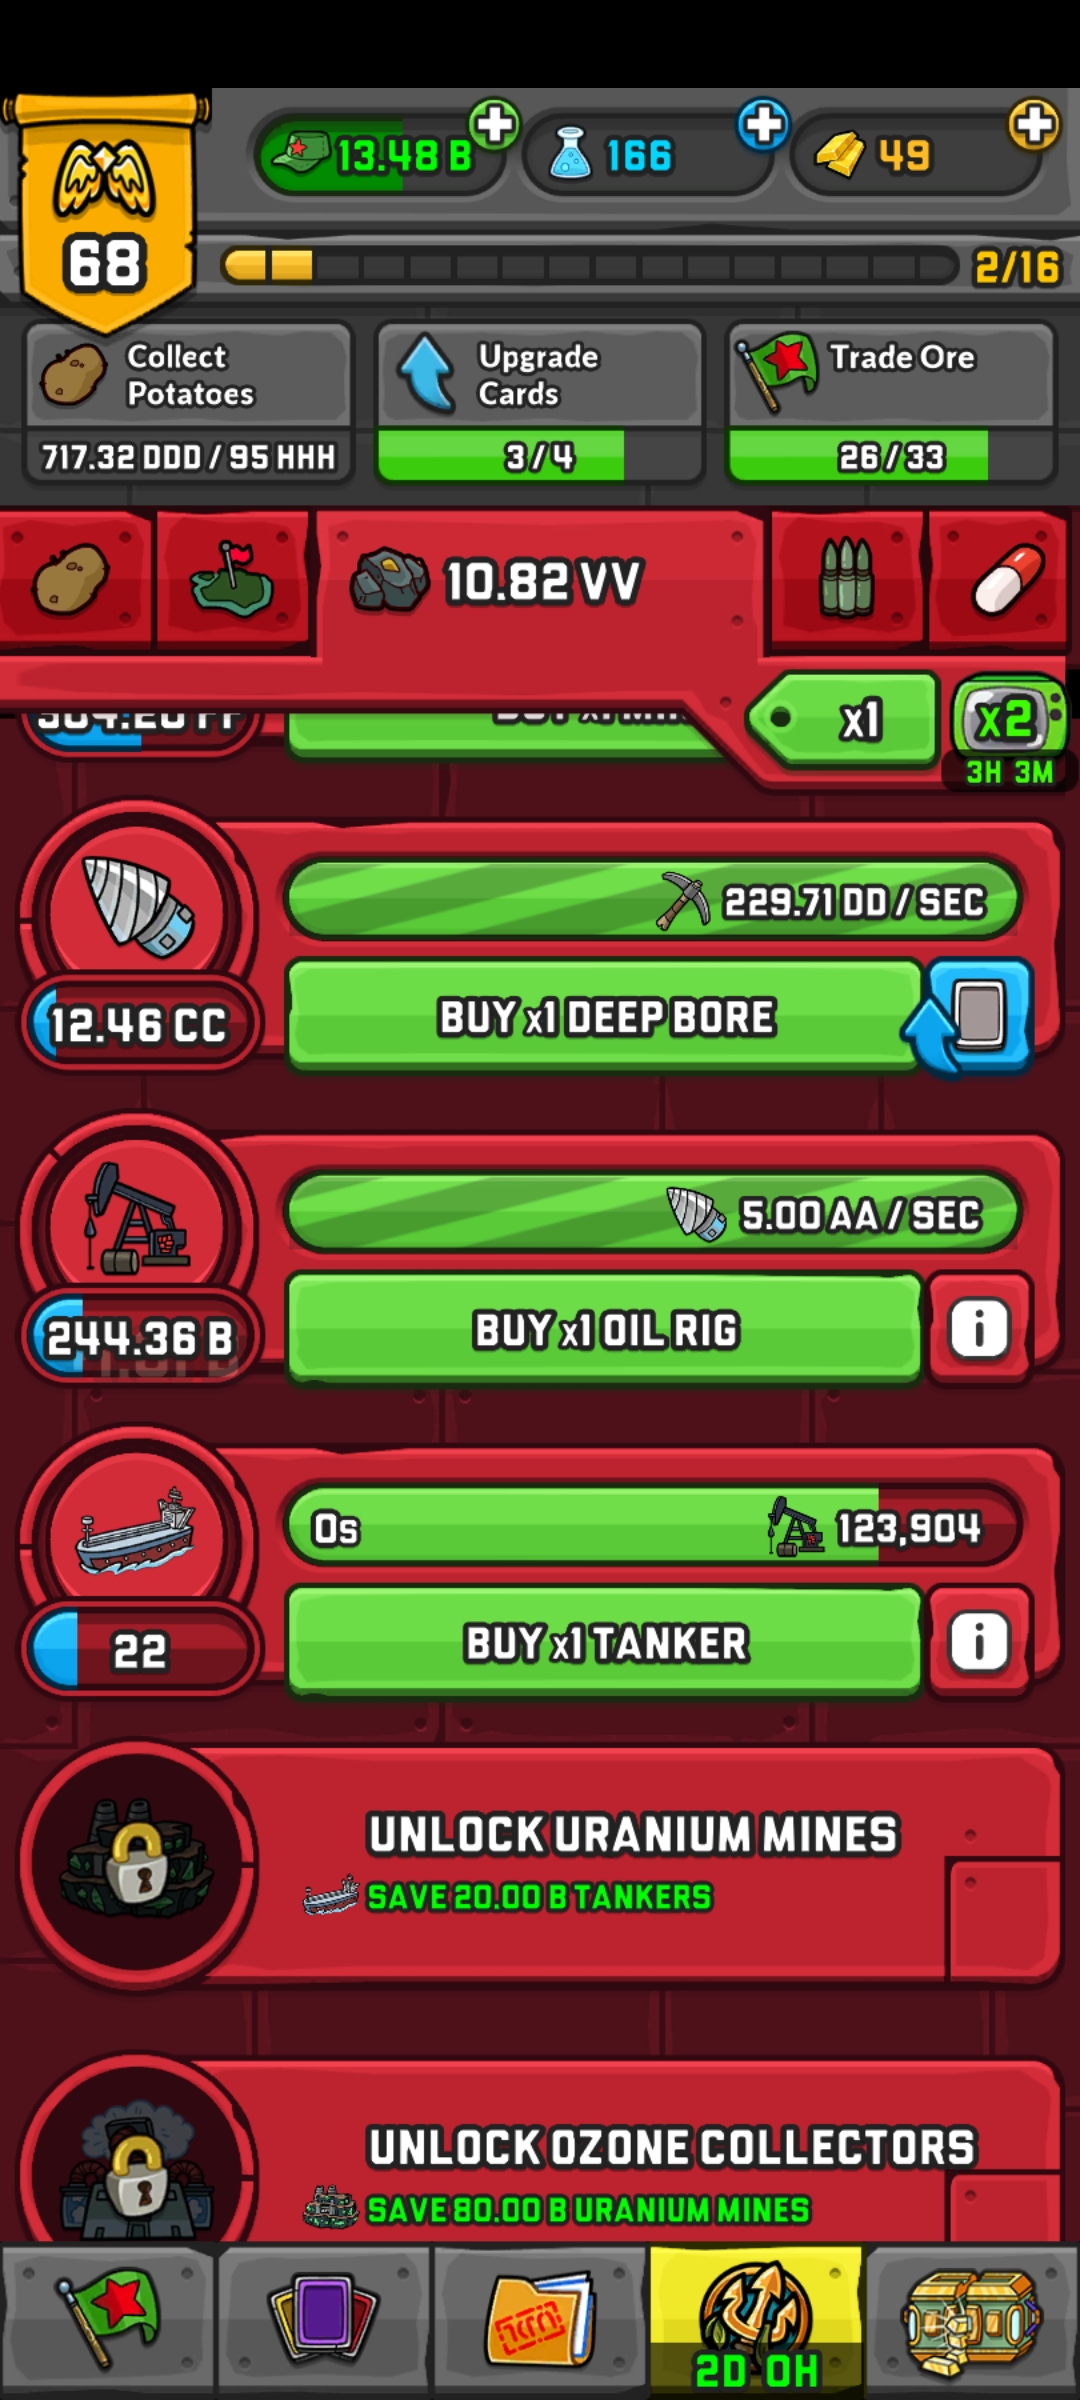 13.48 B
166
49
68
2/16
Collect
Potatoes
717.32 DDD / 95 HHH
Upgrade
Cards
3/4
Trade Ore
26/33
10.82 VV
x1
x2
3H 3M
229.71 DD / SEC
12.46 CC
BUY x1 DEEP BORE
5.00 AA / SEC
244.36 B
BUY x1 OIL RIG
i
0s
123,904
22
BUY x1 TANKER
i
UNLOCK URANIUM MINES
SAVE 20.00 B TANKERS
UNLOCK OZONE COLLECTORS
SAVE 80.00 B URANIUM MINES
2D 0H